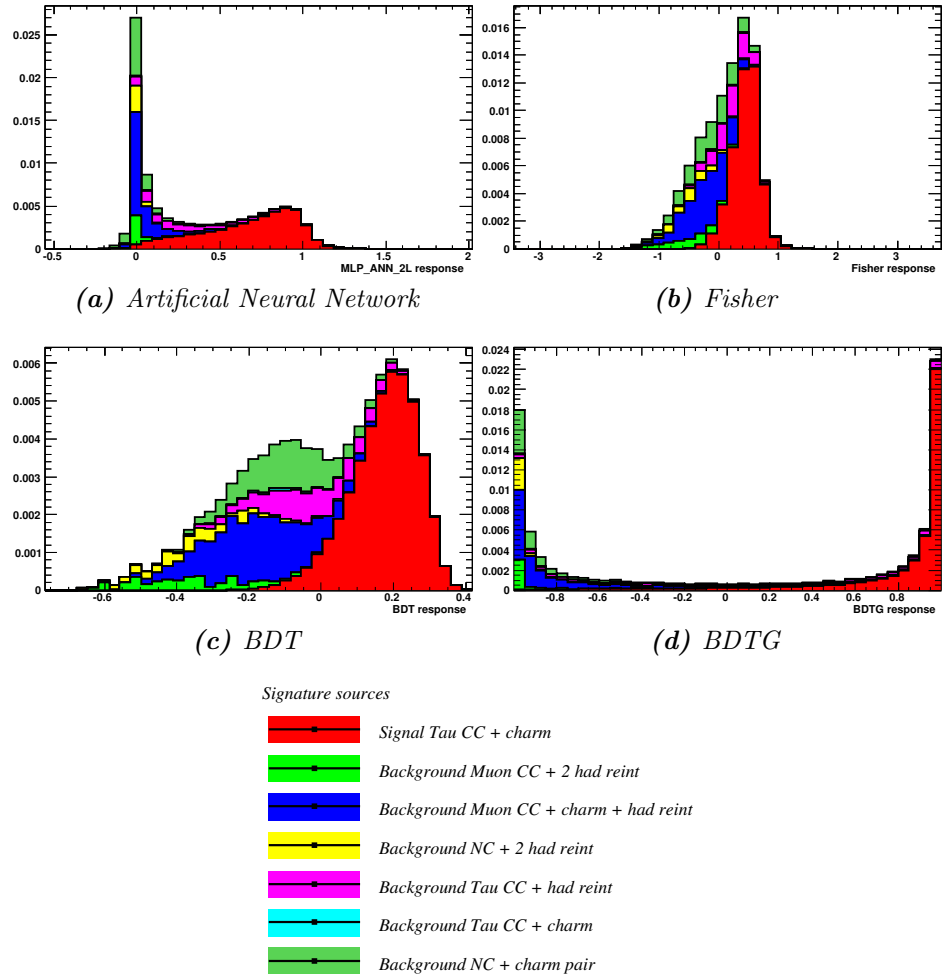 0.025
0.02
0.015
0.01
0.005
0
-0.5 0 0.5 1 1.5 2
MLP_ANN_2L response
(a) Artificial Neural Network
0.016
0.014
0.012
0.01
0.008
0.006
0.004
0.002
0
-3 -2 -1 0 1 2 3
Fisher response
(b) Fisher
0.006
0.005
0.004
0.003
0.002
0.001
0
-0.6 -0.4 -0.2 0 0.2 0.4
BDT response
(c) BDT
0.024
0.022
0.02
0.018
0.016
0.014
0.012
0.01
0.008
0.006
0.004
0.002
0
-0.8 -0.6 -0.4 -0.2 0 0.2 0.4 0.6 0.8
BDTG response
(d) BDTG
Signature sources
Signal Tau CC + charm
Background Muon CC + 2 had reint
Background Muon CC + charm + had reint
Background NC + 2 had reint
Background Tau CC + had reint
Background Tau CC + charm
Background NC + charm pair